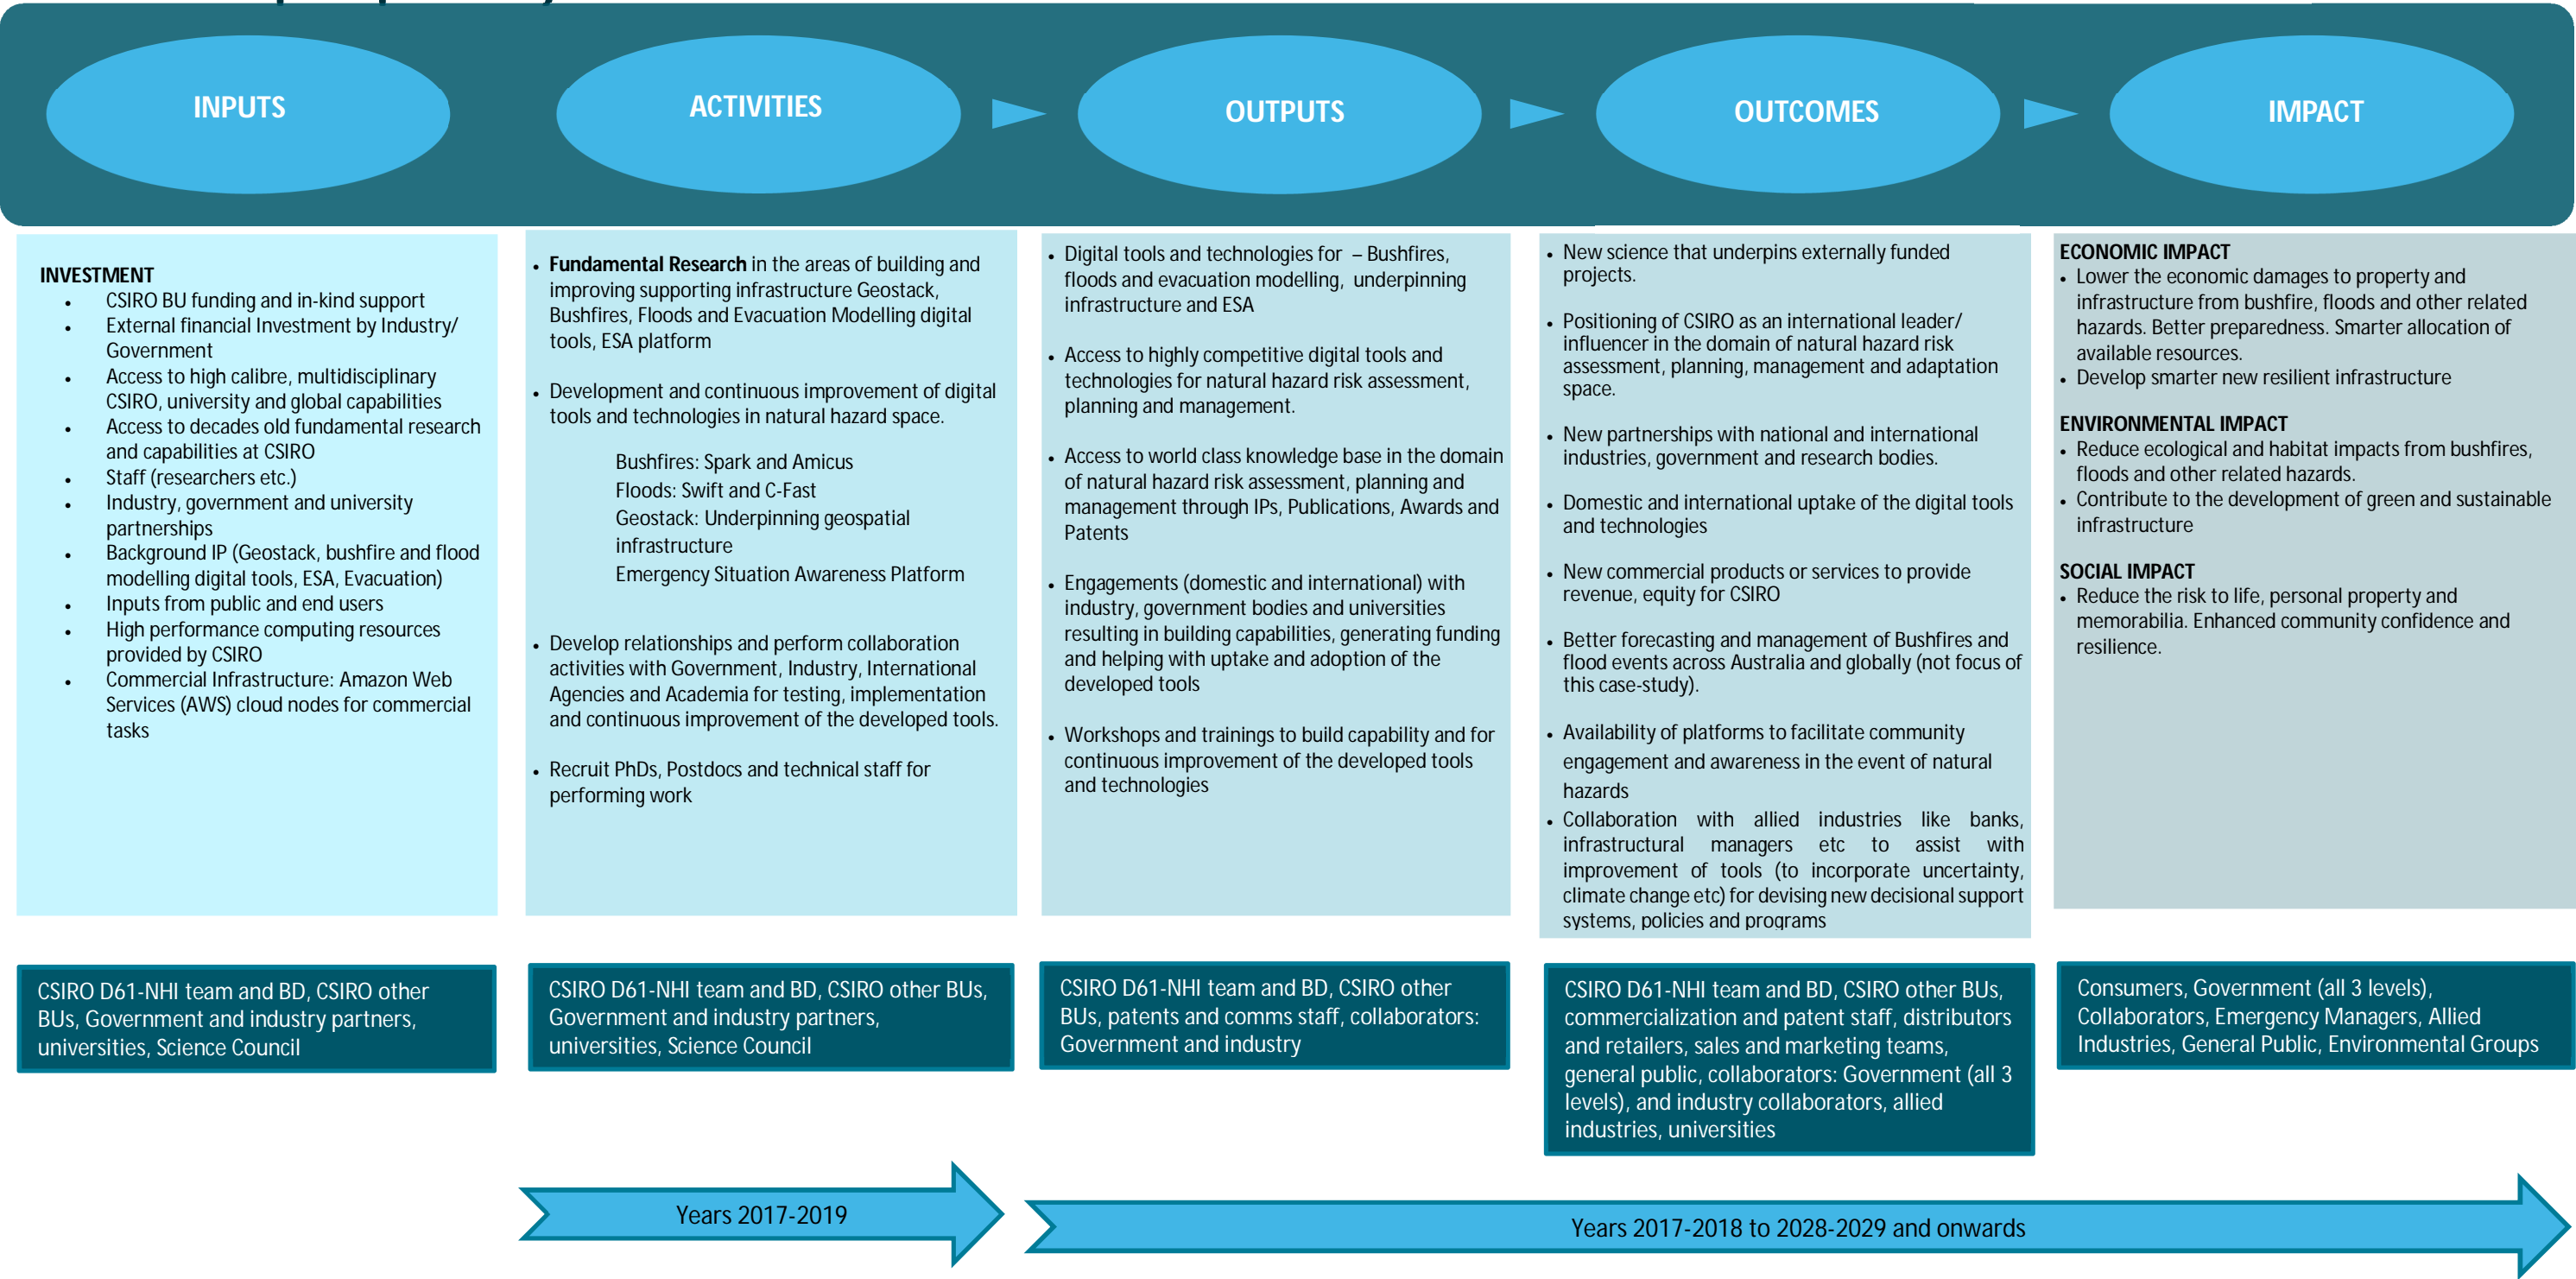 INPUTS
ACTIVITIES
OUTPUTS
OUTCOMES
IMPACT
INVESTMENT
• CSIRO BU funding and in-kind support
• External financial Investment by Industry/
Government
• Access to high calibre, multidisciplinary
CSIRO, university and global capabilities
• Access to decades old fundamental research
and capabilities at CSIRO
• Staff (researchers etc.)
• Industry, government and university
partnerships
• Background IP (Geostack, bushfire and flood
modelling digital tools, ESA, Evacuation)
• Inputs from public and end users
• High performance computing resources
provided by CSIRO
• Commercial Infrastructure: Amazon Web
Services (AWS) cloud nodes for commercial
tasks
• Fundamental Research in the areas of building and
improving supporting infrastructure Geostack,
Bushfires, Floods and Evacuation Modelling digital
tools, ESA platform
• Development and continuous improvement of digital
tools and technologies in natural hazard space.
Bushfires: Spark and Amicus
Floods: Swift and C-Fast
Geostack: Underpinning geospatial
infrastructure
Emergency Situation Awareness Platform
• Develop relationships and perform collaboration
activities with Government, Industry, International
Agencies and Academia for testing, implementation
and continuous improvement of the developed tools.
• Recruit PhDs, Postdocs and technical staff for
performing work
• Digital tools and technologies for – Bushfires,
floods and evacuation modelling, underpinning
infrastructure and ESA
• Access to highly competitive digital tools and
technologies for natural hazard risk assessment,
planning and management.
• Access to world class knowledge base in the domain
of natural hazard risk assessment, planning and
management through IPs, Publications, Awards and
Patents
• Engagements (domestic and international) with
industry, government bodies and universities
resulting in building capabilities, generating funding
and helping with uptake and adoption of the
developed tools
• Workshops and trainings to build capability and for
continuous improvement of the developed tools
and technologies
• New science that underpins externally funded
projects.
• Positioning of CSIRO as an international leader/
influencer in the domain of natural hazard risk
assessment, planning, management and adaptation
space.
• New partnerships with national and international
industries, government and research bodies.
• Domestic and international uptake of the digital tools
and technologies
• New commercial products or services to provide
revenue, equity for CSIRO
• Better forecasting and management of Bushfires and
flood events across Australia and globally (not focus of
this case-study).
• Availability of platforms to facilitate community
engagement and awareness in the event of natural
hazards
• Collaboration with allied industries like banks,
infrastructural managers etc to assist with
improvement of tools (to incorporate uncertainty,
climate change etc) for devising new decisional support
systems, policies and programs
ECONOMIC IMPACT
• Lower the economic damages to property and
infrastructure from bushfire, floods and other related
hazards. Better preparedness. Smarter allocation of
available resources.
• Develop smarter new resilient infrastructure
ENVIRONMENTAL IMPACT
• Reduce ecological and habitat impacts from bushfires,
floods and other related hazards.
• Contribute to the development of green and sustainable
infrastructure
SOCIAL IMPACT
• Reduce the risk to life, personal property and
memorabilia. Enhanced community confidence and
resilience.
CSIRO D61-NHI team and BD, CSIRO other
BUs, Government and industry partners,
universities, Science Council
CSIRO D61-NHI team and BD, CSIRO other BUs,
Government and industry partners,
universities, Science Council
CSIRO D61-NHI team and BD, CSIRO other
BUs, patents and comms staff, collaborators:
Government and industry
CSIRO D61-NHI team and BD, CSIRO other BUs,
commercialization and patent staff, distributors
and retailers, sales and marketing teams,
general public, collaborators: Government (all 3
levels), and industry collaborators, allied
industries, universities
Consumers, Government (all 3 levels),
Collaborators, Emergency Managers, Allied
Industries, General Public, Environmental Groups
Years 2017-2019
Years 2017-2018 to 2028-2029 and onwards